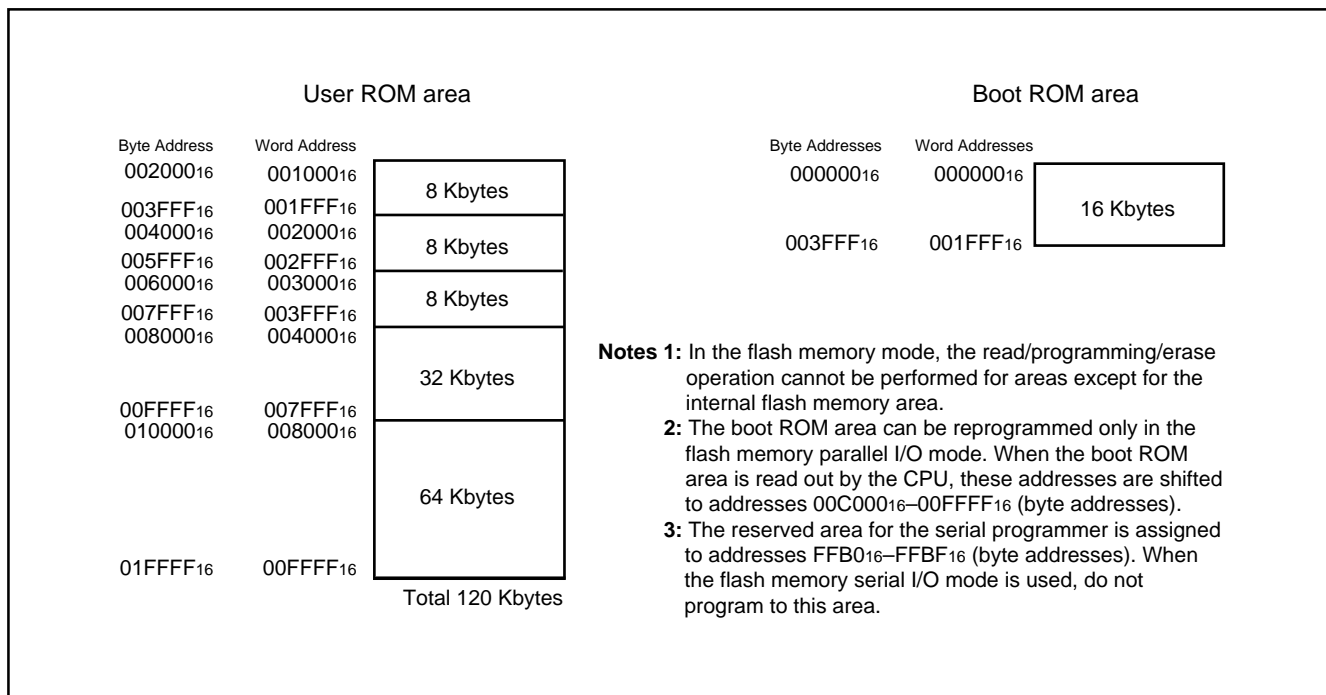 User ROM area
Byte Address Word Address
002000₁₆ 001000₁₆
8 Kbytes
003FFF₁₆ 001FFF₁₆
004000₁₆ 002000₁₆
8 Kbytes
005FFF₁₆ 002FFF₁₆
006000₁₆ 003000₁₆
8 Kbytes
007FFF₁₆ 003FFF₁₆
008000₁₆ 004000₁₆
32 Kbytes
00FFFF₁₆ 007FFF₁₆
010000₁₆ 008000₁₆
64 Kbytes
01FFFF₁₆ 00FFFF₁₆
Total 120 Kbytes
Boot ROM area
Byte Addresses Word Addresses
000000₁₆ 000000₁₆
16 Kbytes
003FFF₁₆ 001FFF₁₆
Notes 1: In the flash memory mode, the read/programming/erase
operation cannot be performed for areas except for the
internal flash memory area.
2: The boot ROM area can be reprogrammed only in the
flash memory parallel I/O mode. When the boot ROM
area is read out by the CPU, these addresses are shifted
to addresses 00C000₁₆–00FFFF₁₆ (byte addresses).
3: The reserved area for the serial programmer is assigned
to addresses FFB0₁₆–FFBF₁₆ (byte addresses). When
the flash memory serial I/O mode is used, do not
program to this area.